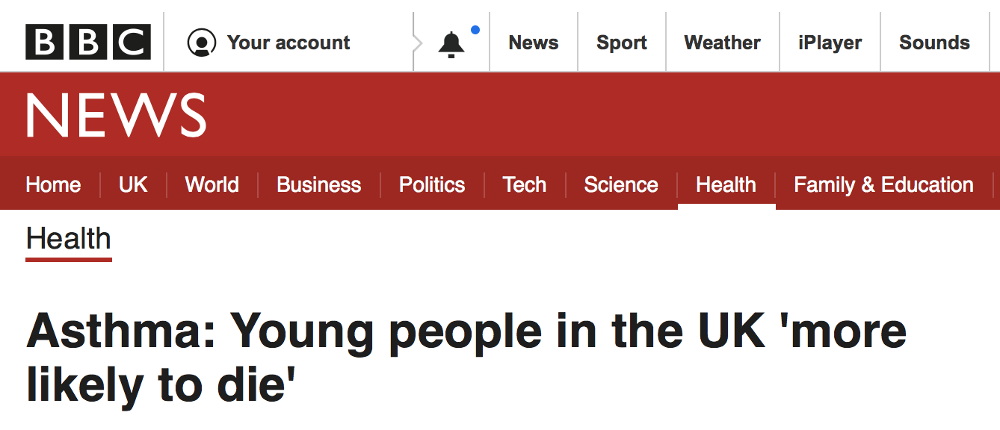 BBC Your account News Sport Weather iPlayer Sounds
NEWS
Home UK World Business Politics Tech Science Health Family & Education
Health
Asthma: Young people in the UK 'more
likely to die'